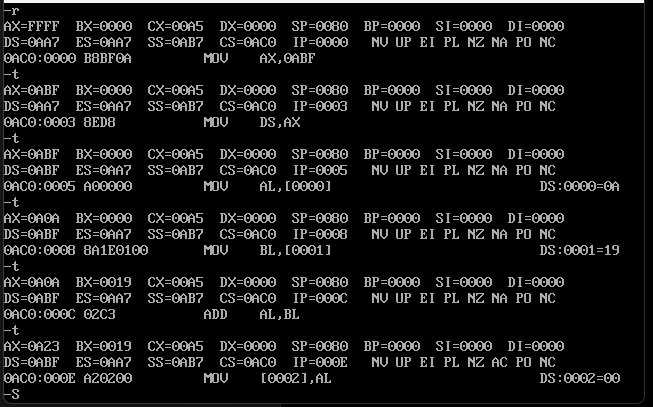 -r
AX=FFFF  BX=0000  CX=00A5  DX=0000  SP=0080  BP=0000  SI=0000  DI=0000
DS=0AA7  ES=0AA7  SS=0AB7  CS=0AC0  IP=0000   NV UP EI PL NZ NA PO NC
0AC0:0000 B8BF0A        MOV     AX,0ABF
-t
AX=0ABF  BX=0000  CX=00A5  DX=0000  SP=0080  BP=0000  SI=0000  DI=0000
DS=0AA7  ES=0AA7  SS=0AB7  CS=0AC0  IP=0003   NV UP EI PL NZ NA PO NC
0AC0:0003 8ED8          MOV     DS,AX
-t
AX=0ABF  BX=0000  CX=00A5  DX=0000  SP=0080  BP=0000  SI=0000  DI=0000
DS=0ABF  ES=0AA7  SS=0AB7  CS=0AC0  IP=0005   NV UP EI PL NZ NA PO NC
0AC0:0005 A00000        MOV     AL,[0000]                          DS:0000=0A
-t
AX=0A0A  BX=0000  CX=00A5  DX=0000  SP=0080  BP=0000  SI=0000  DI=0000
DS=0ABF  ES=0AA7  SS=0AB7  CS=0AC0  IP=0008   NV UP EI PL NZ NA PO NC
0AC0:0008 8A1E0100      MOV     BL,[0001]                          DS:0001=19
-t
AX=0A0A  BX=0019  CX=00A5  DX=0000  SP=0080  BP=0000  SI=0000  DI=0000
DS=0ABF  ES=0AA7  SS=0AB7  CS=0AC0  IP=000C   NV UP EI PL NZ NA PO NC
0AC0:000C 02C3          ADD     AL,BL
-t
AX=0A23  BX=0019  CX=00A5  DX=0000  SP=0080  BP=0000  SI=0000  DI=0000
DS=0ABF  ES=0AA7  SS=0AB7  CS=0AC0  IP=000E   NV UP EI PL NZ AC PO NC
0AC0:000E A20200        MOV     [0002],AL                          DS:0002=00
-S